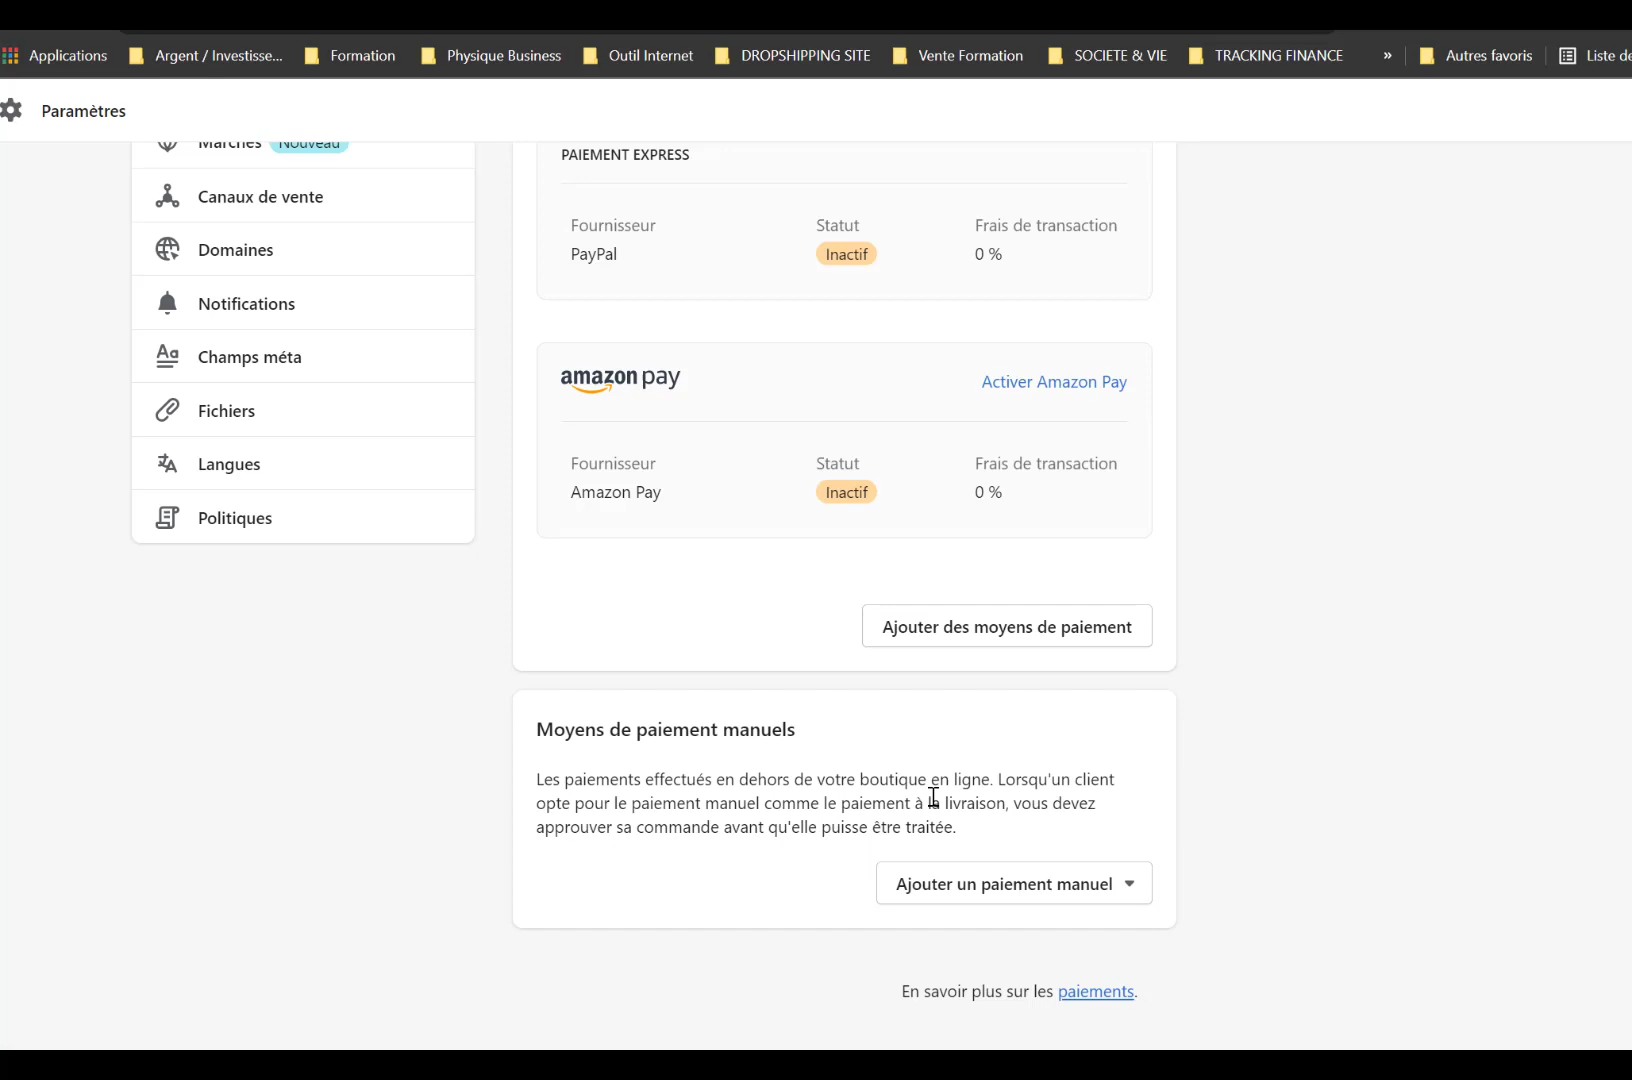 Applications
Argent / Investisse...
Formation
Physique Business
Outil Internet
DROPSHIPPING SITE
Vente Formation
SOCIETE & VIE
TRACKING FINANCE
»
Autres favoris
Liste de
Paramètres
Marchés Nouveau
Canaux de vente
Domaines
Notifications
Champs méta
Fichiers
Langues
Politiques
PAIEMENT EXPRESS
Fournisseur Statut Frais de transaction
PayPal Inactif 0 %
amazon pay Activer Amazon Pay
Fournisseur Statut Frais de transaction
Amazon Pay Inactif 0 %
Ajouter des moyens de paiement
Moyens de paiement manuels
Les paiements effectués en dehors de votre boutique en ligne. Lorsqu'un client
opte pour le paiement manuel comme le paiement à la livraison, vous devez
approuver sa commande avant qu'elle puisse être traitée.
Ajouter un paiement manuel
En savoir plus sur les paiements.